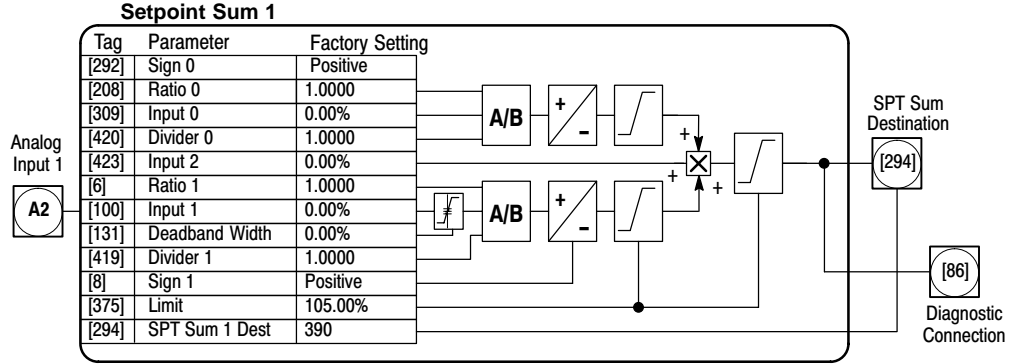 Setpoint Sum 1
Tag Parameter Factory Setting
[292] Sign 0 Positive
[208] Ratio 0 1.0000
[309] Input 0 0.00%
[420] Divider 0 1.0000
[423] Input 2 0.00%
[6] Ratio 1 1.0000
[100] Input 1 0.00%
[131] Deadband Width 0.00%
[419] Divider 1 1.0000
[8] Sign 1 Positive
[375] Limit 105.00%
[294] SPT Sum 1 Dest 390
Analog
Input 1
A2
A/B
+
-
A/B
+
-
+
+
+
SPT Sum
Destination
[294]
[86]
Diagnostic
Connection